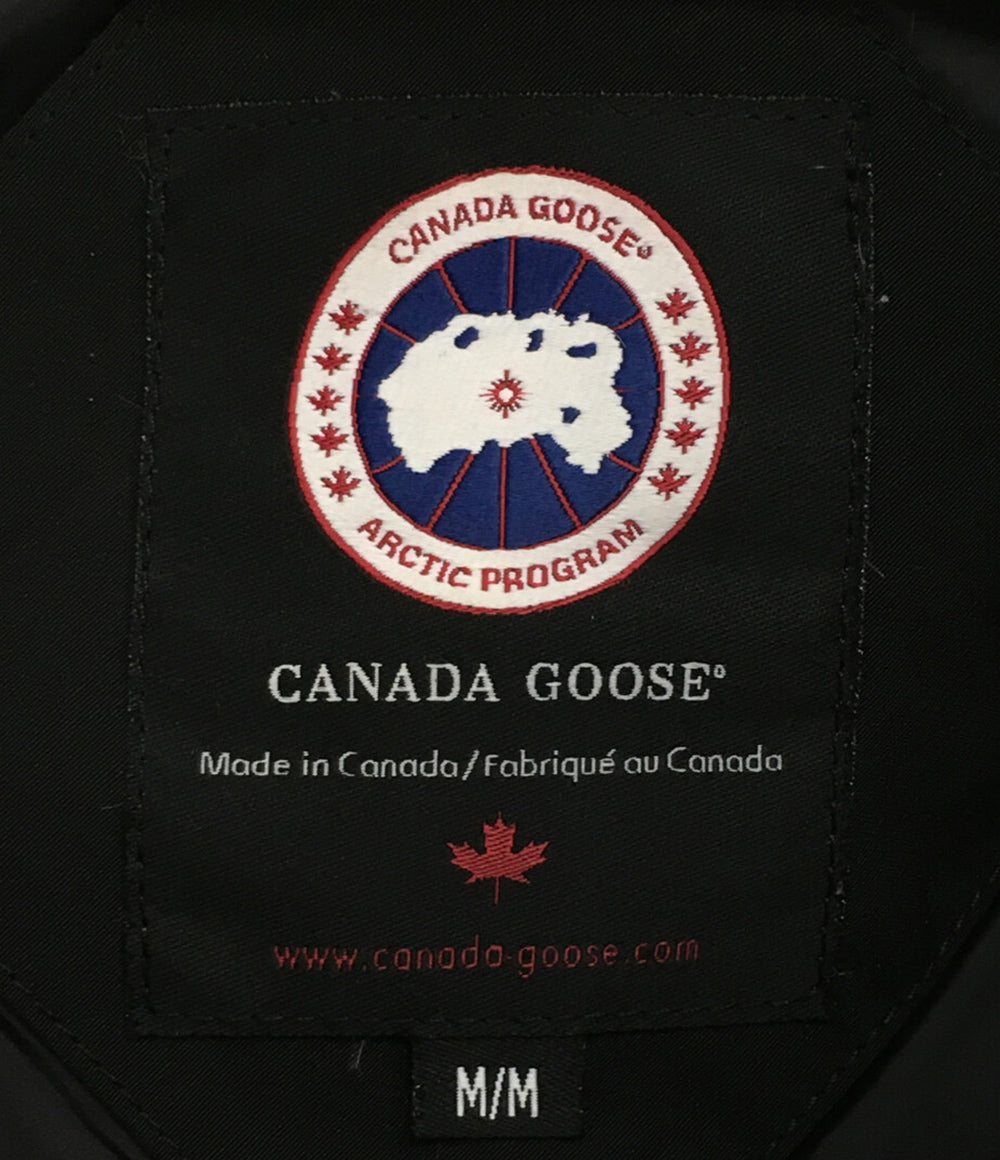 CANADA GOOSE®
ARCTIC PROGRAM
CANADA GOOSE®
Made in Canada/Fabriqué au Canada
www.canada-goose.com
M/M